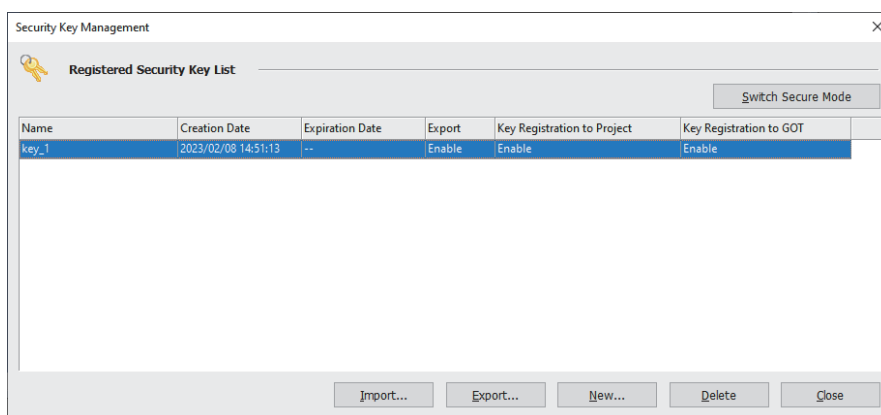 Security Key Management
Registered Security Key List
Switch Secure Mode
Name Creation Date Expiration Date Export Key Registration to Project Key Registration to GOT
key_1 2023/02/08 14:51:13 -- Enable Enable Enable
Import... Export... New... Delete Close